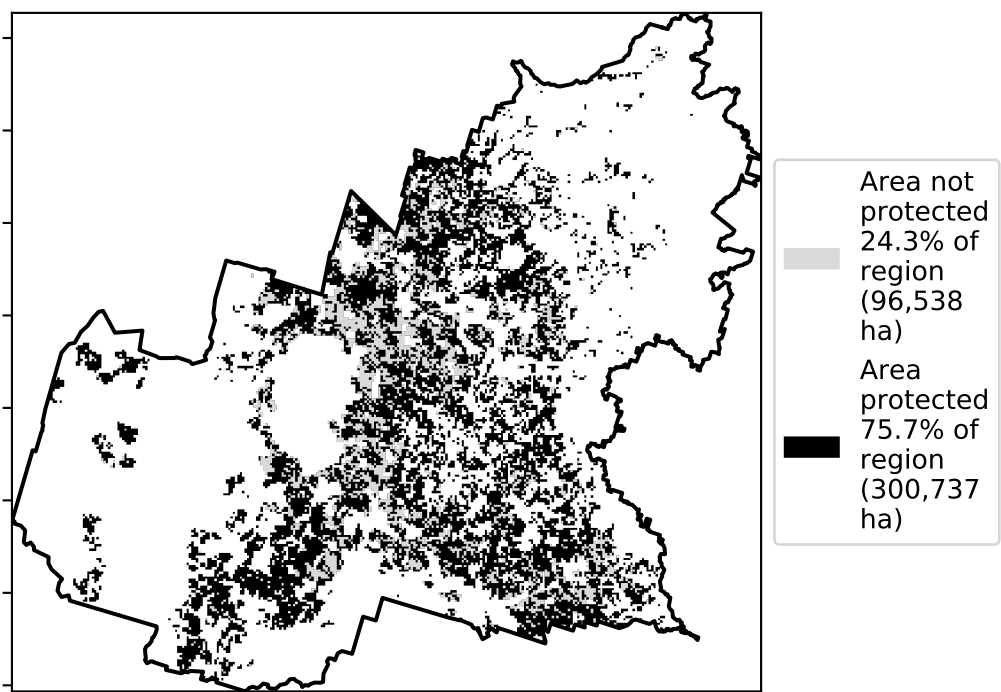 Area not
protected
24.3% of
region
(96,538
ha)
Area
protected
75.7% of
region
(300,737
ha)